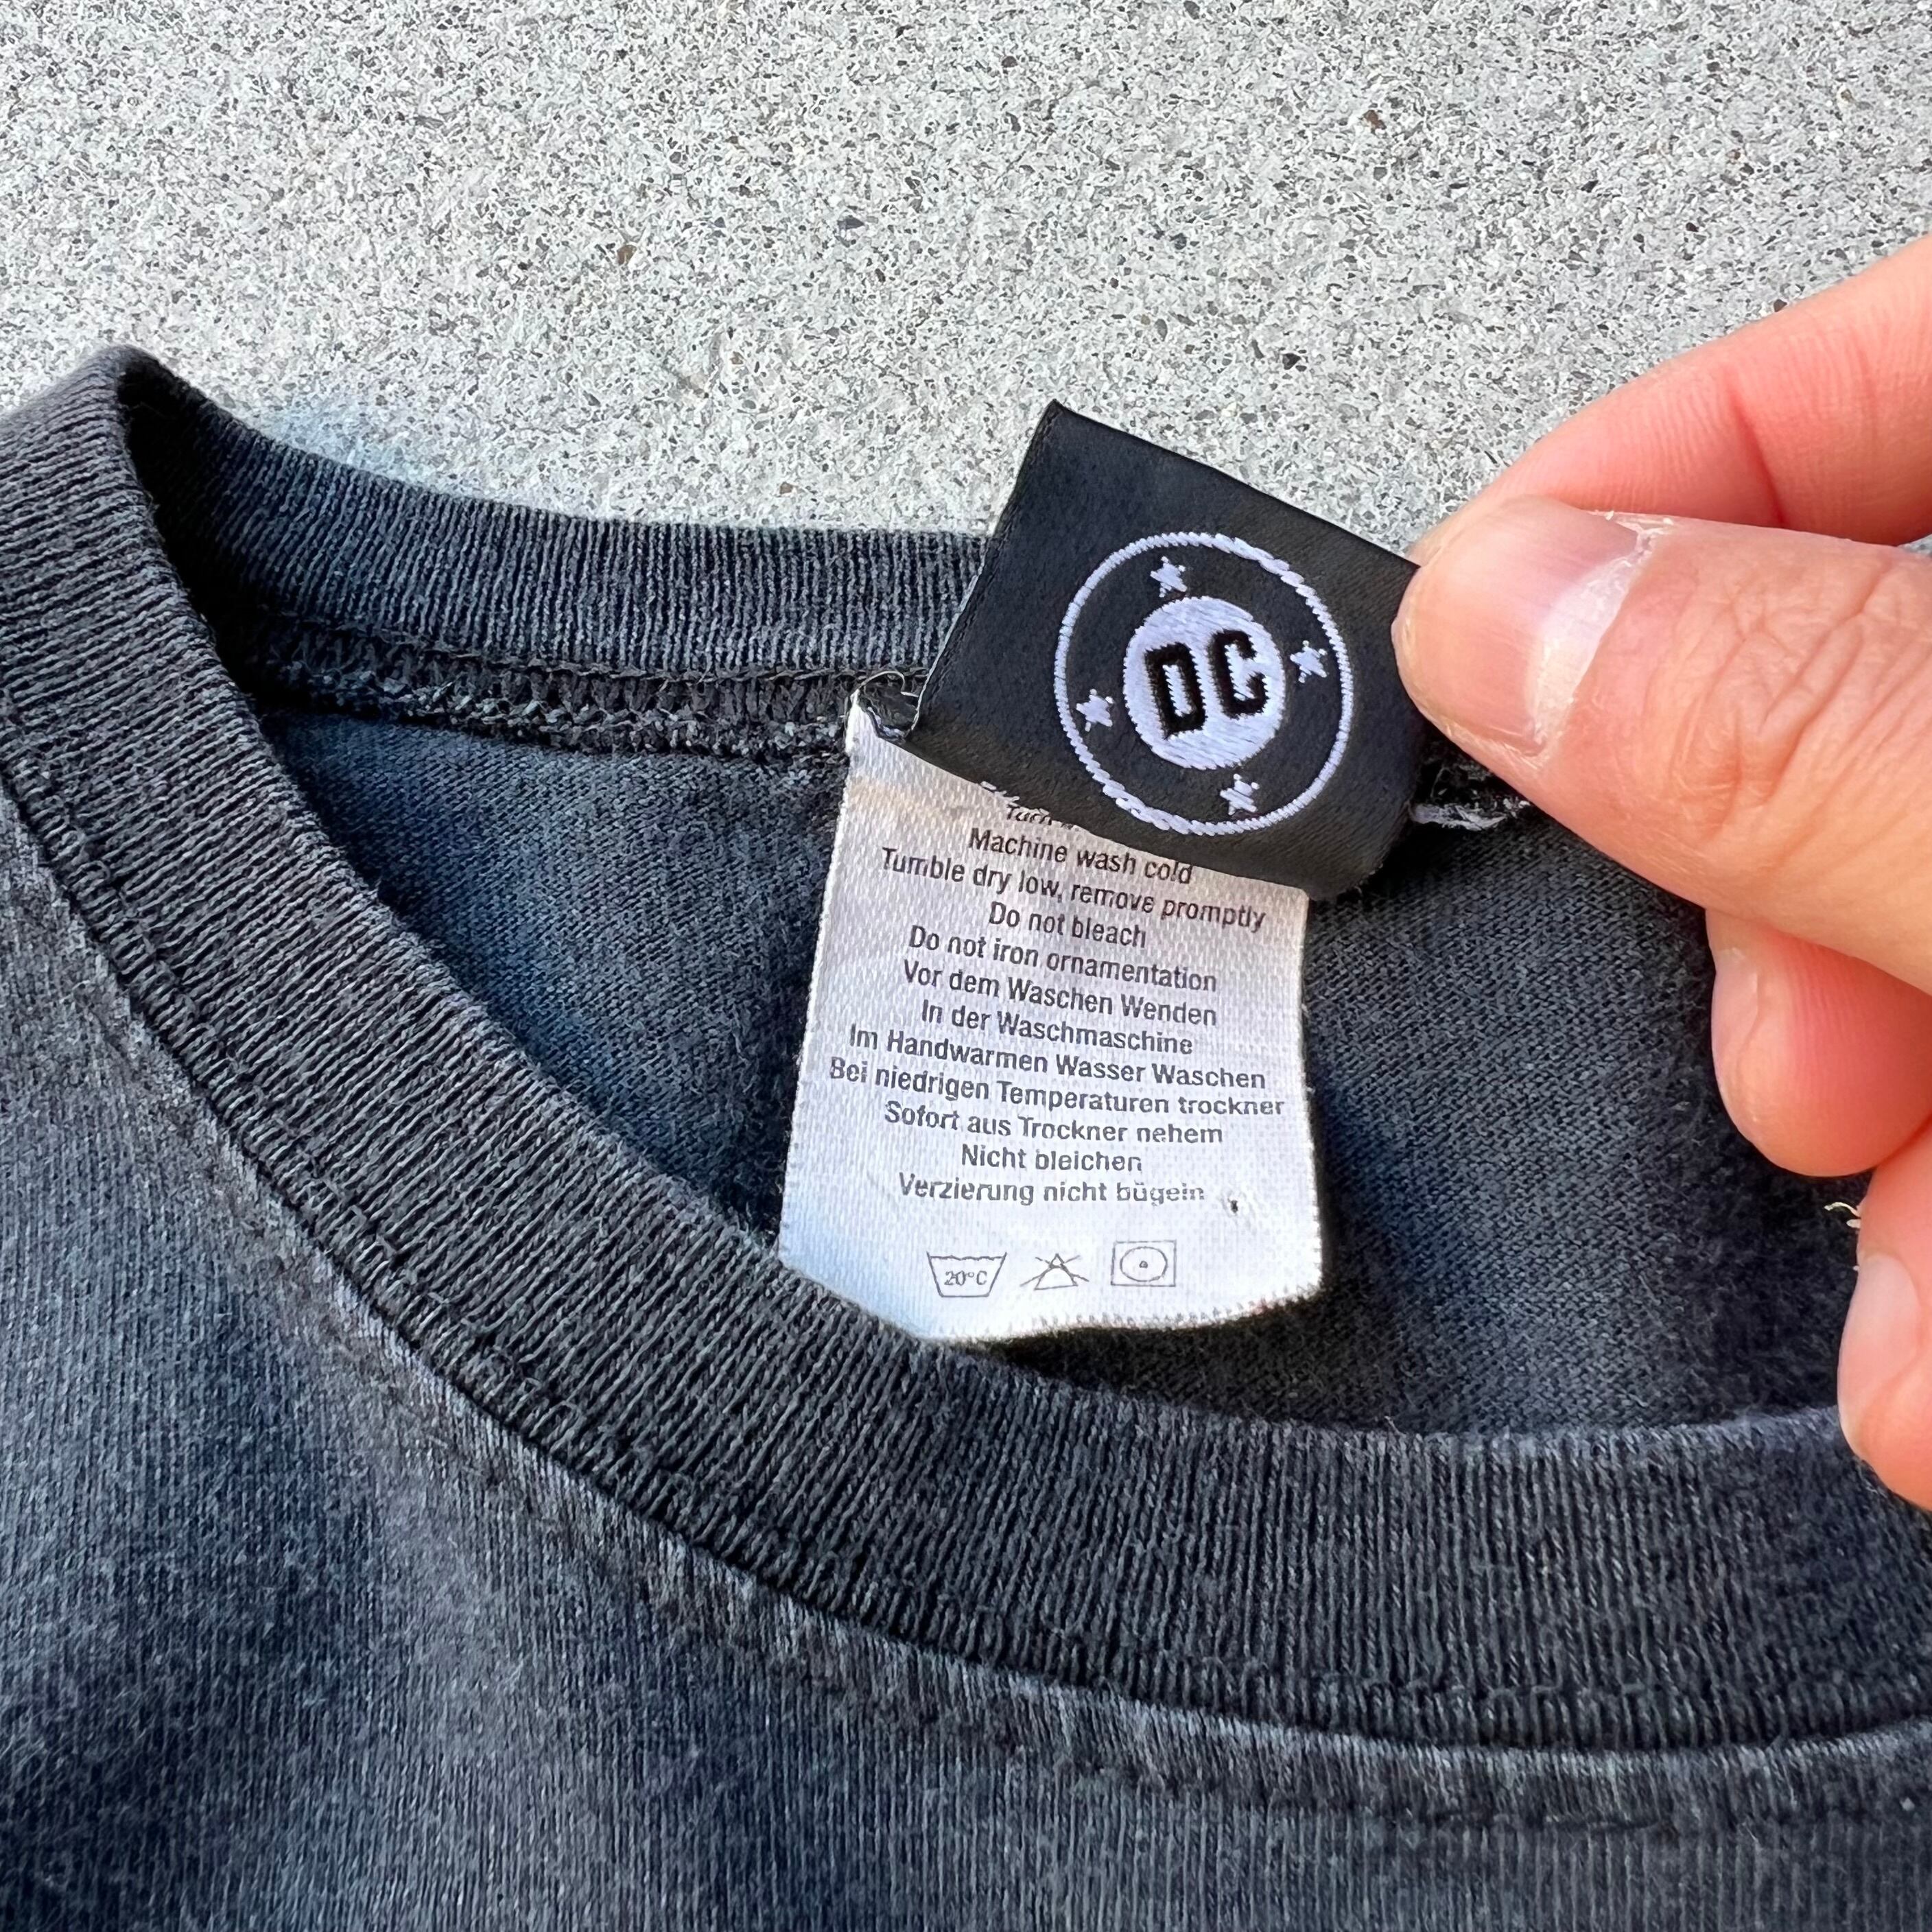 DC
Machine wash cold
Tumble dry low, remove promptly
Do not bleach
Do not iron ornamentation
Vor dem Waschen Wenden
In der Waschmaschine
Im Handwarmen Wasser Waschen
Bei niedrigen Temperaturen trockner
Sofort aus Trockner nehem
Nicht bleichen
Verzierung nicht bügein
20°C